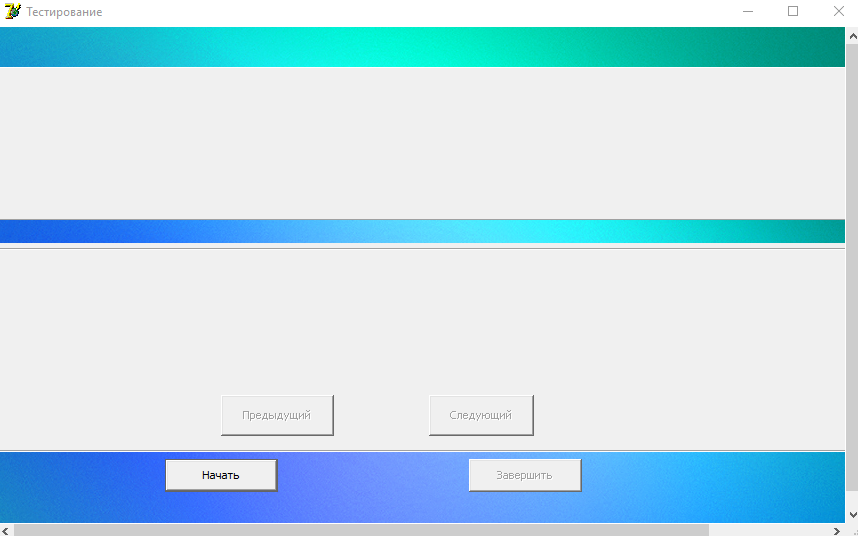 Тестирование
Предыдущий
Следующий
Начать
Завершить